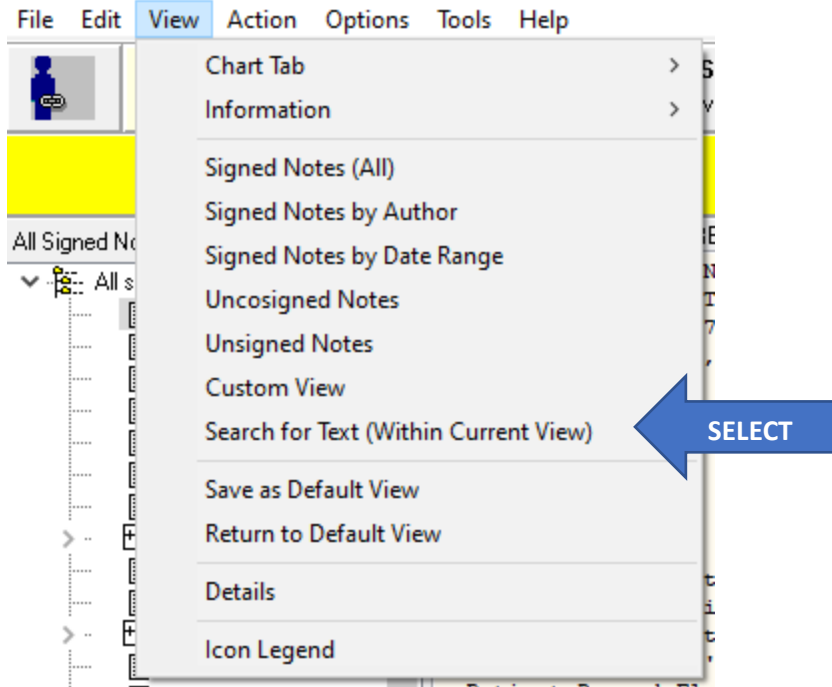 File Edit View Action Options Tools Help
Chart Tab
Information
Signed Notes (All)
Signed Notes by Author
All Signed No
Signed Notes by Date Range
All s
Uncosigned Notes
Unsigned Notes
Custom View
Search for Text (Within Current View)
SELECT
Save as Default View
Return to Default View
Details
Icon Legend